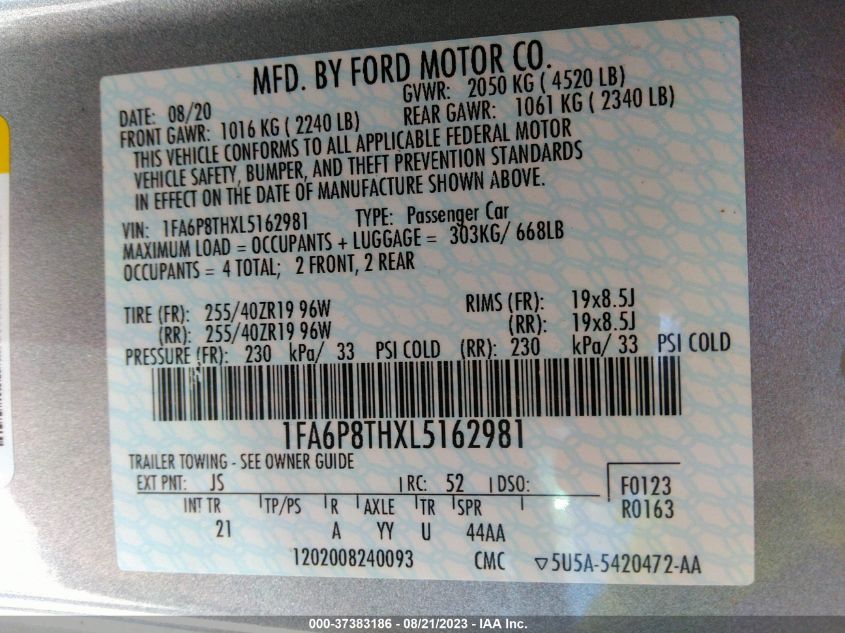 MFD. BY FORD MOTOR CO.
DATE: 08/20 GVWR: 2050 KG ( 4520 LB)
FRONT GAWR: 1016 KG ( 2240 LB) REAR GAWR: 1061 KG ( 2340 LB)
THIS VEHICLE CONFORMS TO ALL APPLICABLE FEDERAL MOTOR
VEHICLE SAFETY, BUMPER, AND THEFT PREVENTION STANDARDS
IN EFFECT ON THE DATE OF MANUFACTURE SHOWN ABOVE.
VIN: 1FA6P8THXL5162981 TYPE: Passenger Car
MAXIMUM LOAD = OCCUPANTS + LUGGAGE = 303KG/ 668LB
OCCUPANTS = 4 TOTAL; 2 FRONT, 2 REAR
TIRE (FR): 255/40ZR19 96W RIMS (FR): 19x8.5J
(RR): 255/40ZR19 96W (RR): 19x8.5J
PRESSURE (FR): 230 kPa/ 33 PSI COLD (RR): 230 kPa/ 33 PSI COLD
1FA6P8THXL5162981
TRAILER TOWING - SEE OWNER GUIDE
EXT PNT: JS RC: 52 DSO: F0123
INT TR TP/PS R AXLE TR SPR R0163
21 A YY U 44AA
1202008240093 CMC ▽5U5A-5420472-AA
000-37383186 - 08/21/2023 - IAA Inc.